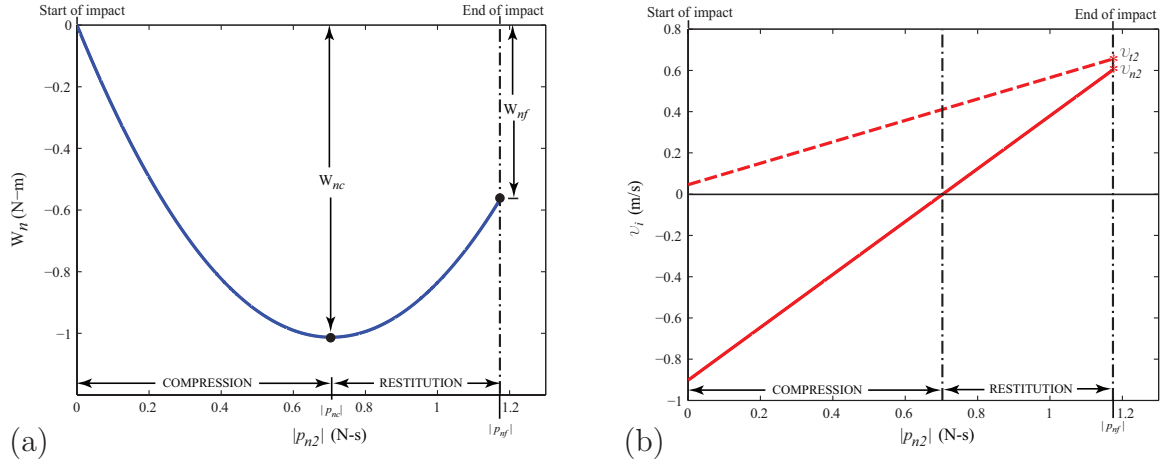 Start of impact
End of impact
0
−0.2
−0.4
−0.6
−0.8
−1
W_n (N−m)
W_nc
W_nf
COMPRESSION
RESTITUTION
0
0.2
0.4
0.6
0.8
1
1.2
|p_nc|
|p_nf|
|p_n2| (N-s)
(a)
Start of impact
End of impact
0.8
0.6
0.4
0.2
0
−0.2
−0.4
−0.6
−0.8
−1
υ_i (m/s)
υ_t2
υ_n2
COMPRESSION
RESTITUTION
0
0.2
0.4
0.6
0.8
1
1.2
|p_nf|
|p_n2| (N-s)
(b)